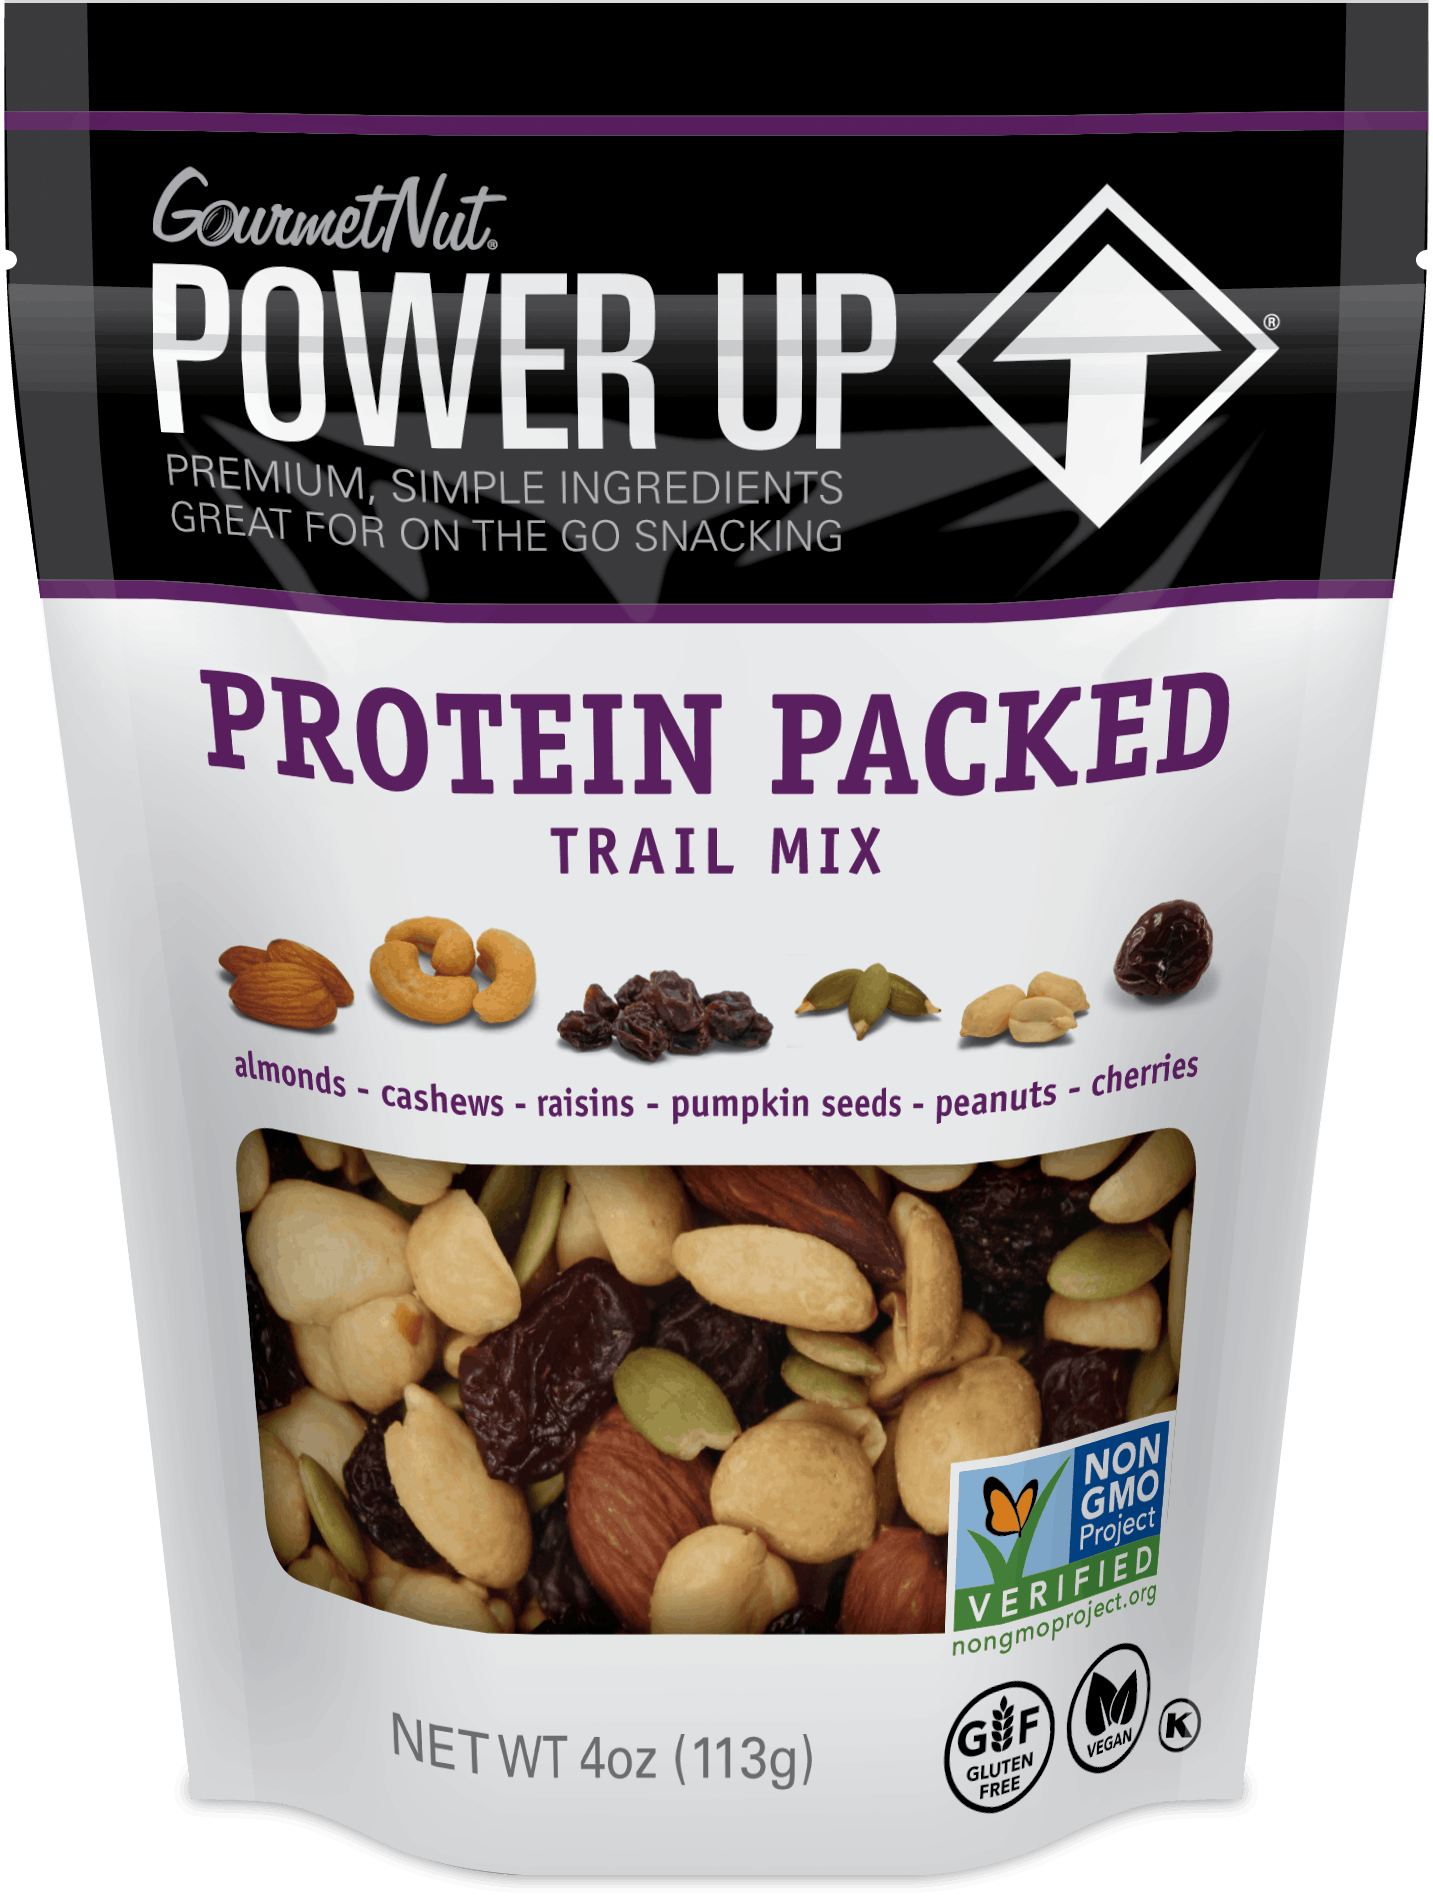 GourmetNut®
POWER UP
®
PREMIUM, SIMPLE INGREDIENTS
GREAT FOR ON THE GO SNACKING
PROTEIN PACKED
TRAIL MIX
almonds - cashews - raisins - pumpkin seeds - peanuts - cherries
NON
GMO
Project
VERIFIED
nongmoproject.org
NET WT 4oz (113g)
GF
GLUTEN
FREE
VEGAN
K